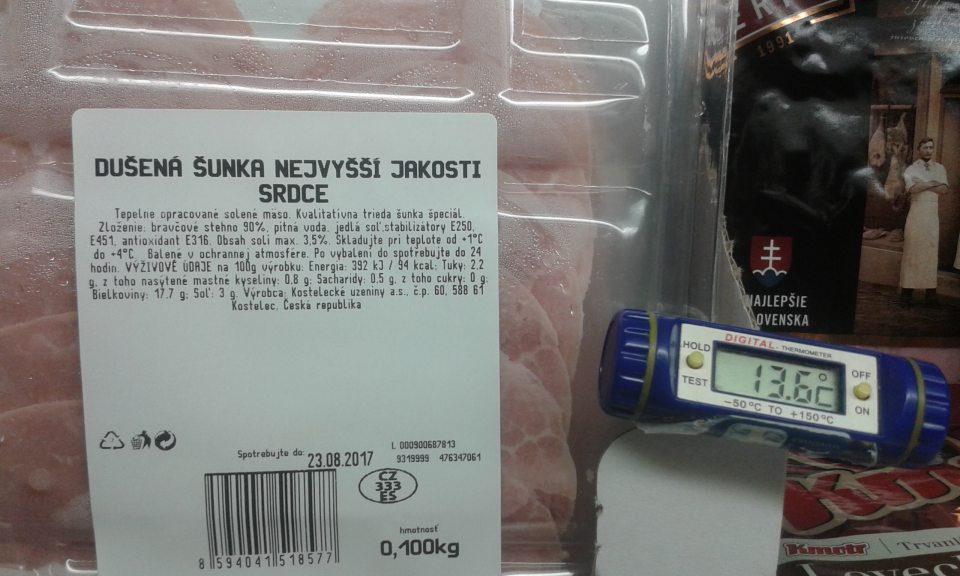 DUŠENÁ ŠUNKA NEJVYŠŠÍ JAKOSTI
SRDCE
Tepelne opracované solené mäso. Kvalitatívna trieda šunka špeciál.
Zloženie: bravčové stehno 90%, pitná voda, jedlá soľ,stabilizátory E250,
E451, antioxidant E316. Obsah soli max. 3,5%. Skladujte pri teplote od +1°C
do +4°C. Balené v ochrannej atmosfére. Po vybalení do spotrebujte do 24
hodín. VÝŽIVOVÉ ÚDAJE na 100g výrobku: Energia: 392 kJ / 94 kcal; Tuky: 2,2
g, z toho nasýtené mastné kyseliny: 0,8 g; Sacharidy: 0,5 g, z toho cukry: 0 g;
Bielkoviny: 17,7 g; Soľ: 3 g. Výrobca: Kostelecké uzeniny a.s., č.p. 60, 588 61
Kostelec, Česká republika
Spotrebujte do: 23.08.2017
L 000900687813
9319999 476347061
CZ
333
ES
hmotnosť
0,100kg
8 594041 518577
1991
NAJLEPŠIE
SLOVENSKA
DIGITAL - THERMOMETER
HOLD
TEST
13.6°C
OFF
ON
-50°C TO +150°C
Kmotr